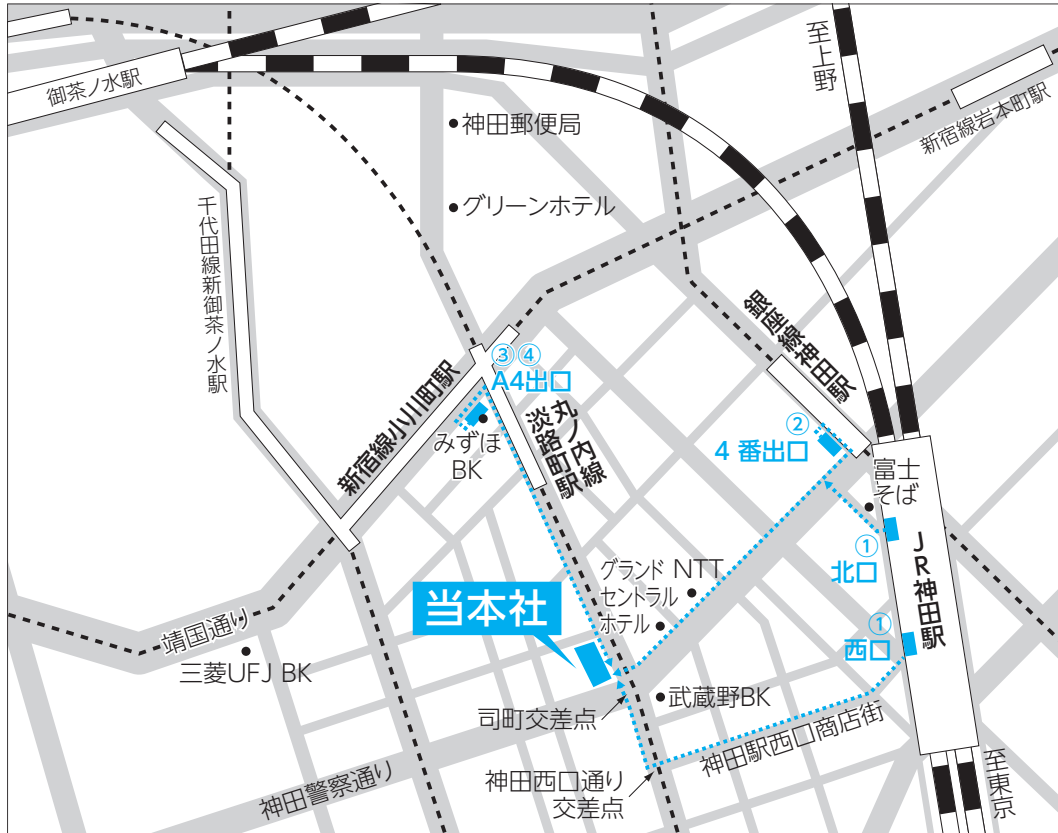 御茶ノ水駅
至上野
新宿線岩本町駅
神田郵便局
グリーンホテル
千代田線新御茶ノ水駅
銀座線神田駅
新宿線小川町駅
③④
A4出口
みずほ
BK
丸ノ内線
淡路町駅
②
4 番出口
富士
そば
①
北口
JR神田駅
グランド
セントラル
ホテル
NTT
当本社
①
西口
靖国通り
三菱UFJ BK
武蔵野BK
司町交差点
神田駅西口商店街
神田警察通り
神田西口通り
交差点
至東京